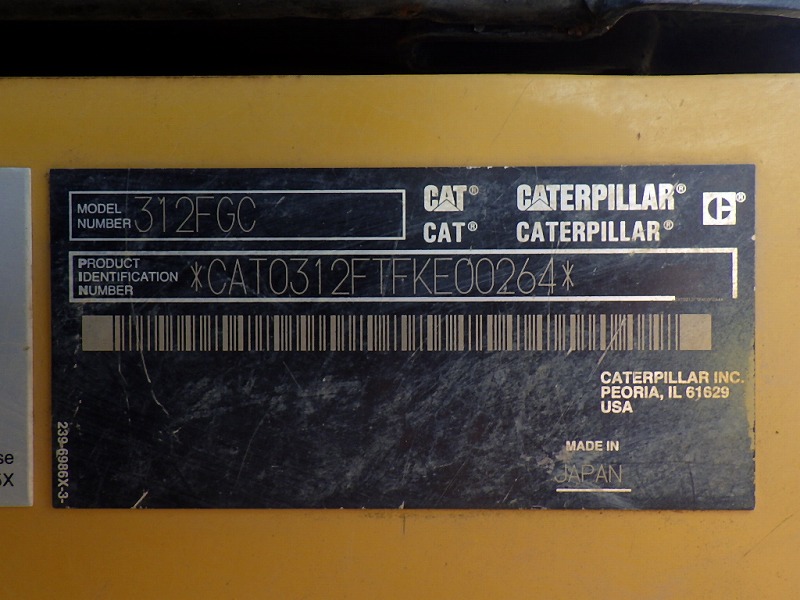 MODEL
NUMBER 312FGC
CAT® CATERPILLAR® C®
CAT® CATERPILLAR®
PRODUCT
IDENTIFICATION
NUMBER
*CAT0312FTFKE00264*
CATERPILLAR INC.
PEORIA, IL 61629
USA
MADE IN
JAPAN
239-6986X-3
se
X